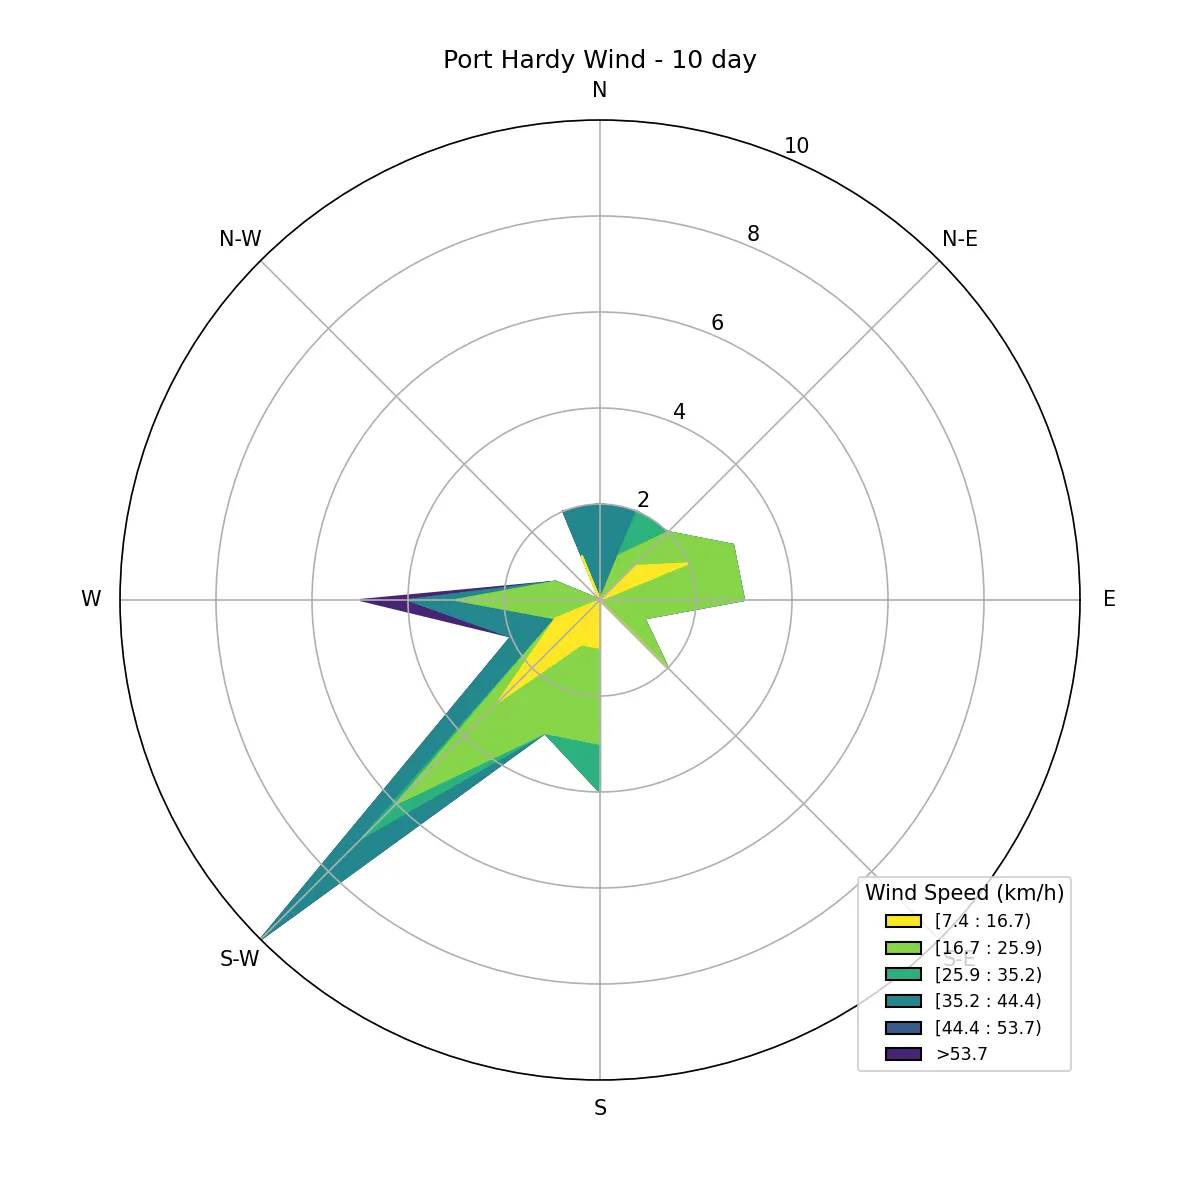 Port Hardy Wind - 10 day
N
10
N-W
N-E
8
6
4
2
W
E
S-W
S-E
S
Wind Speed (km/h)
[7.4 : 16.7)
[16.7 : 25.9)
[25.9 : 35.2)
[35.2 : 44.4)
[44.4 : 53.7)
>53.7